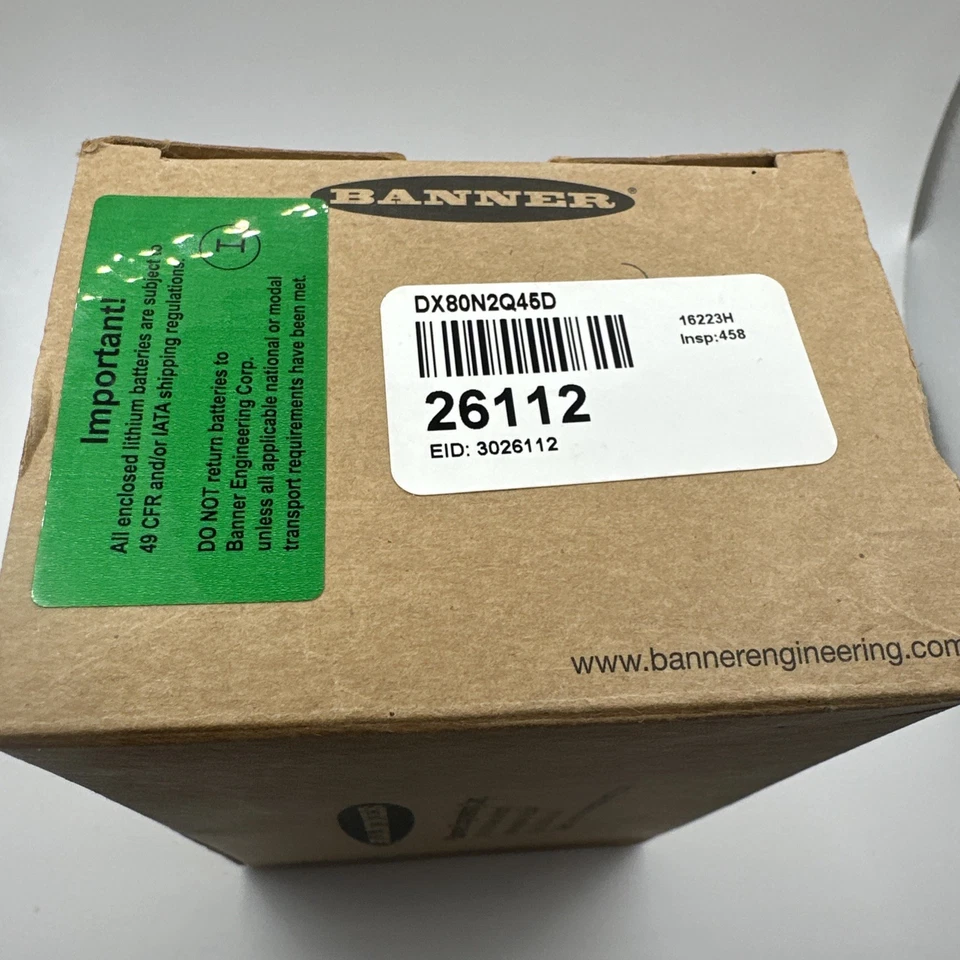 BANNER®
Important!
I
All enclosed lithium batteries are subject to
49 CFR and/or IATA shipping regulations.
DO NOT return batteries to
Banner Engineering Corp.
unless all applicable national or modal
transport requirements have been met.
DX80N2Q45D
16223H
Insp:458
26112
EID: 3026112
www.bannerengineering.com